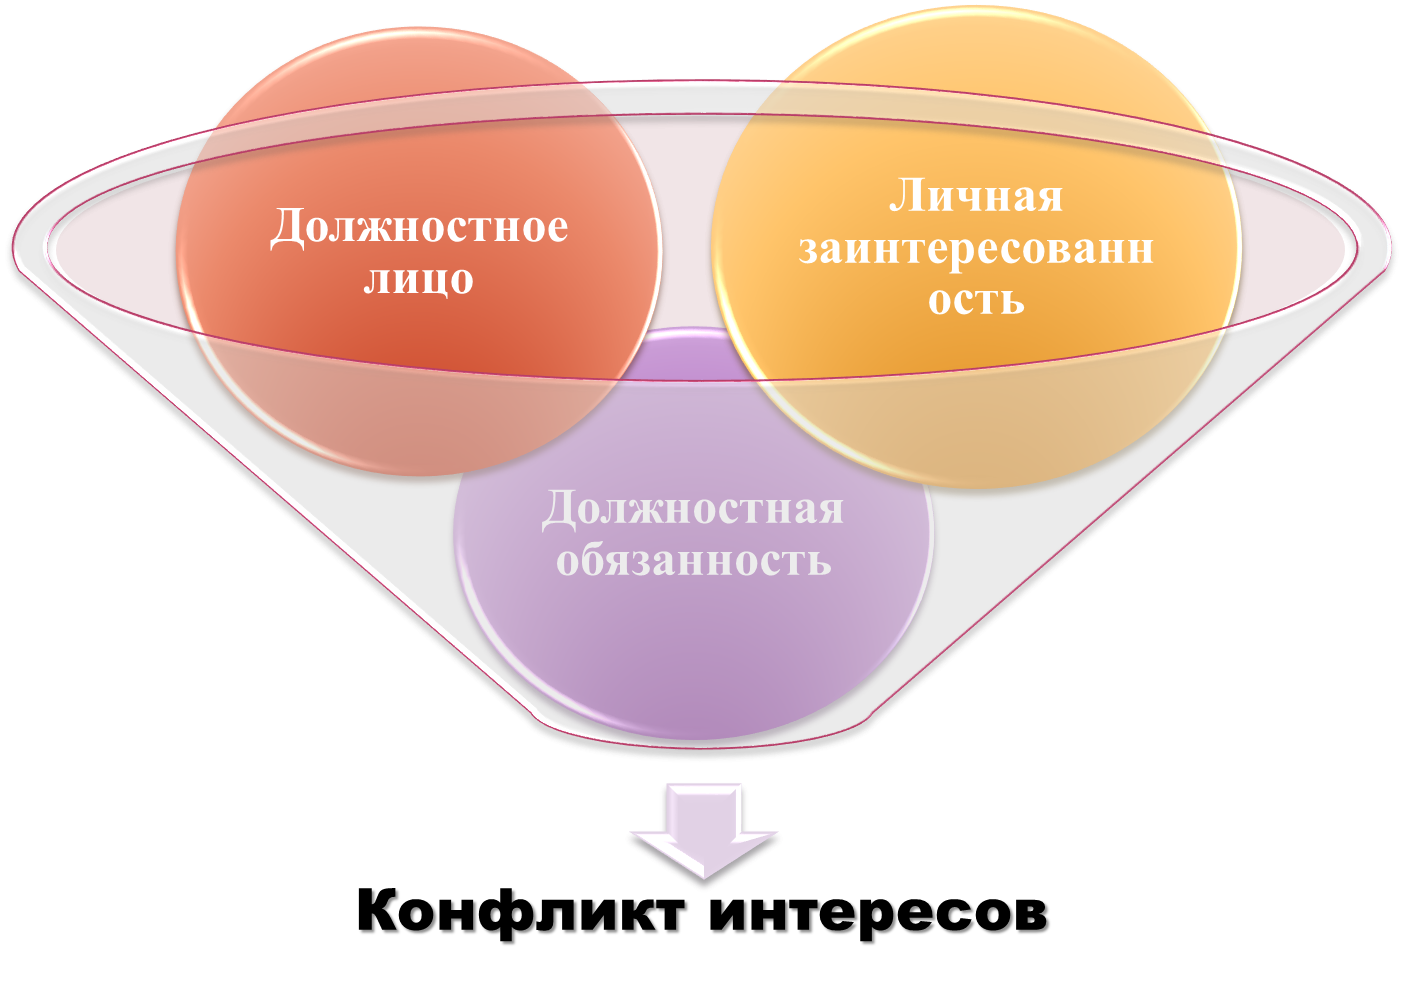 Должностное
лицо
Личная
заинтересованн
ость
Должностная
обязанность
Конфликт интересов